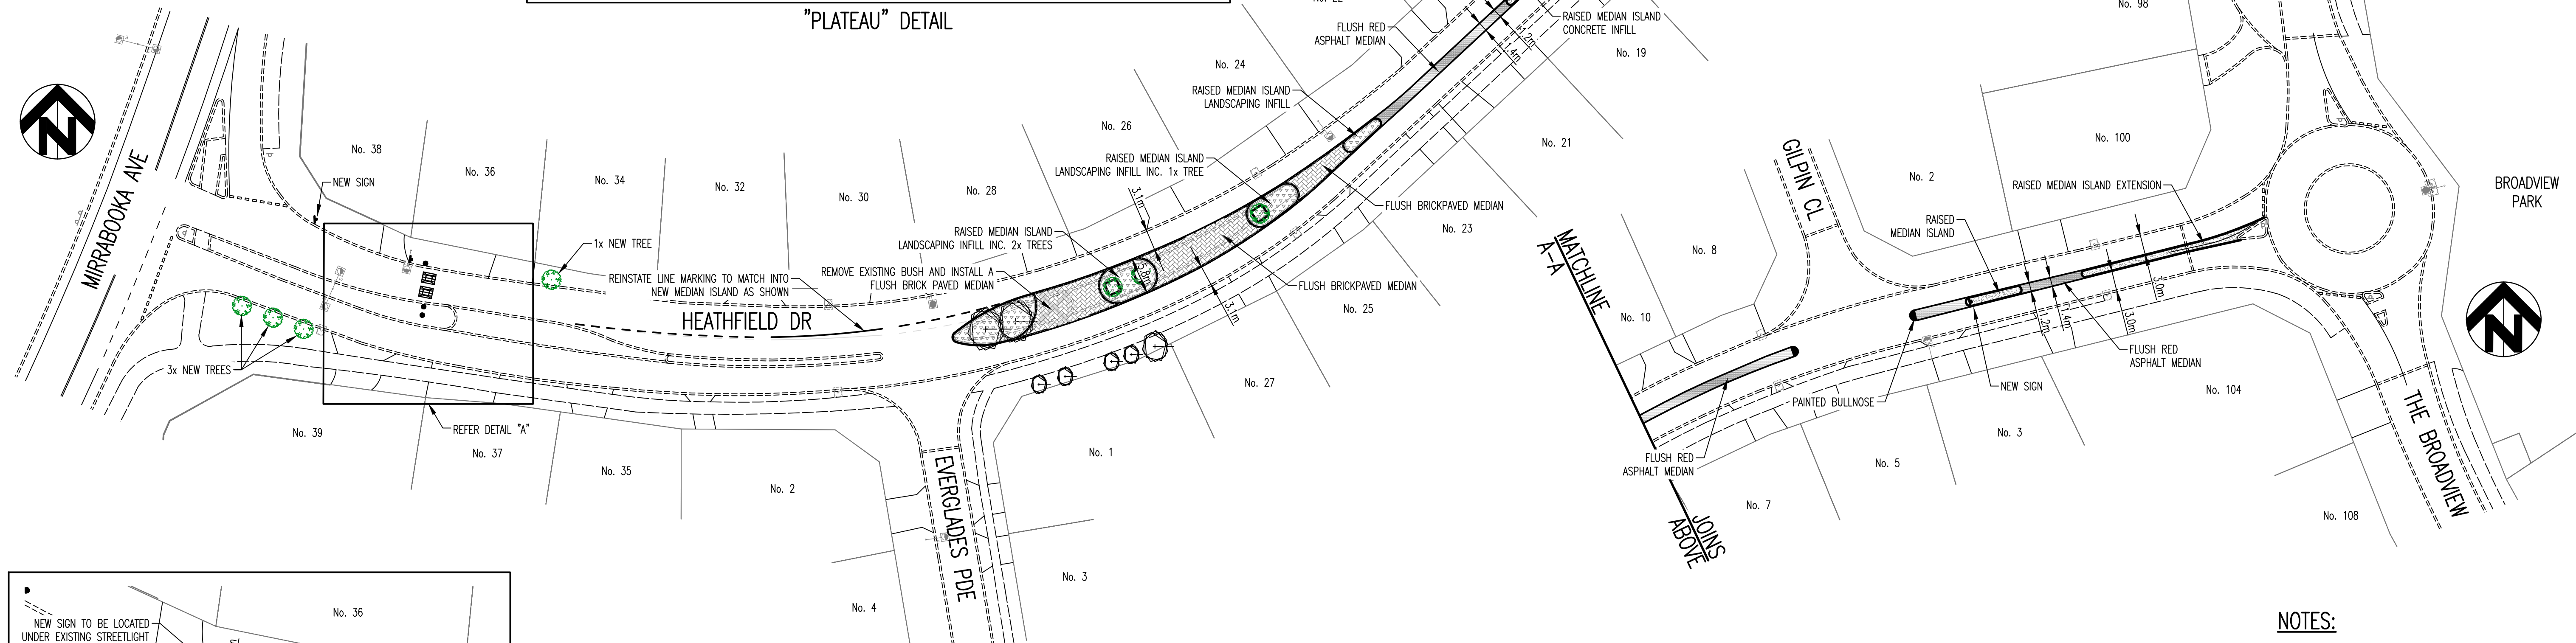 "PLATEAU" DETAIL
No. 22
FLUSH RED
ASPHALT MEDIAN
RAISED MEDIAN ISLAND
CONCRETE INFILL
No. 19
.2m
.4m
No. 24
RAISED MEDIAN ISLAND
LANDSCAPING INFILL
No. 26
No. 21
RAISED MEDIAN ISLAND
LANDSCAPING INFILL INC. 1x TREE
3.1m
No. 28
FLUSH BRICKPAVED MEDIAN
No. 23
N
MIRRABOOKA AVE
No. 38
NEW SIGN
No. 36
No. 34
No. 32
No. 30
1x NEW TREE
RAISED MEDIAN ISLAND
LANDSCAPING INFILL INC. 2x TREES
REINSTATE LINE MARKING TO MATCH INTO
NEW MEDIAN ISLAND AS SHOWN
REMOVE EXISTING BUSH AND INSTALL A
FLUSH BRICK PAVED MEDIAN
5.8m
3.1m
FLUSH BRICKPAVED MEDIAN
No. 25
HEATHFIELD DR
3x NEW TREES
REFER DETAIL "A"
No. 39
No. 37
No. 35
No. 2
No. 27
No. 1
EVERGLADES PDE
No. 3
No. 4
MATCHLINE
A-A
JOINS
ABOVE
No. 98
No. 100
GILPIN CL
No. 2
RAISED MEDIAN ISLAND EXTENSION
RAISED
MEDIAN ISLAND
No. 8
No. 10
BROADVIEW
PARK
3.0m
.2m
.4m
3.0m
FLUSH RED
ASPHALT MEDIAN
NEW SIGN
PAINTED BULLNOSE
No. 104
N
THE BROADVIEW
No. 3
No. 5
FLUSH RED
ASPHALT MEDIAN
No. 7
No. 108
NEW SIGN TO BE LOCATED
UNDER EXISTING STREETLIGHT
No. 36
NOTES: